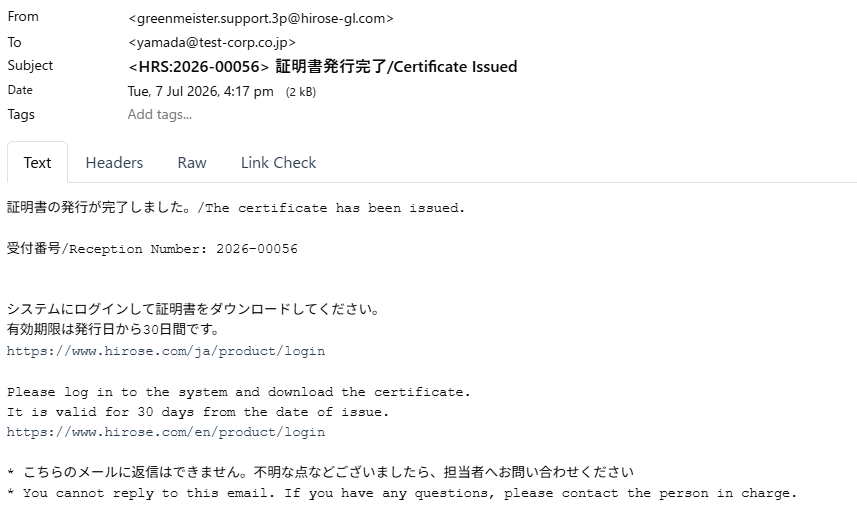 From <greenmeister.support.3p@hirose-gl.com>
To <yamada@test-corp.co.jp>
Subject <HRS:2026-00056> 証明書発行完了/Certificate Issued
Date Tue, 7 Jul 2026, 4:17 pm (2 kB)
Tags Add tags...
Text Headers Raw Link Check
証明書の発行が完了しました。/The certificate has been issued.
受付番号/Reception Number: 2026-00056
システムにログインして証明書をダウンロードしてください。
有効期限は発行日から30日間です。
https://www.hirose.com/ja/product/login
Please log in to the system and download the certificate.
It is valid for 30 days from the date of issue.
https://www.hirose.com/en/product/login
* こちらのメールに返信はできません。不明な点などございましたら、担当者へお問い合わせください
* You cannot reply to this email. If you have any questions, please contact the person in charge.